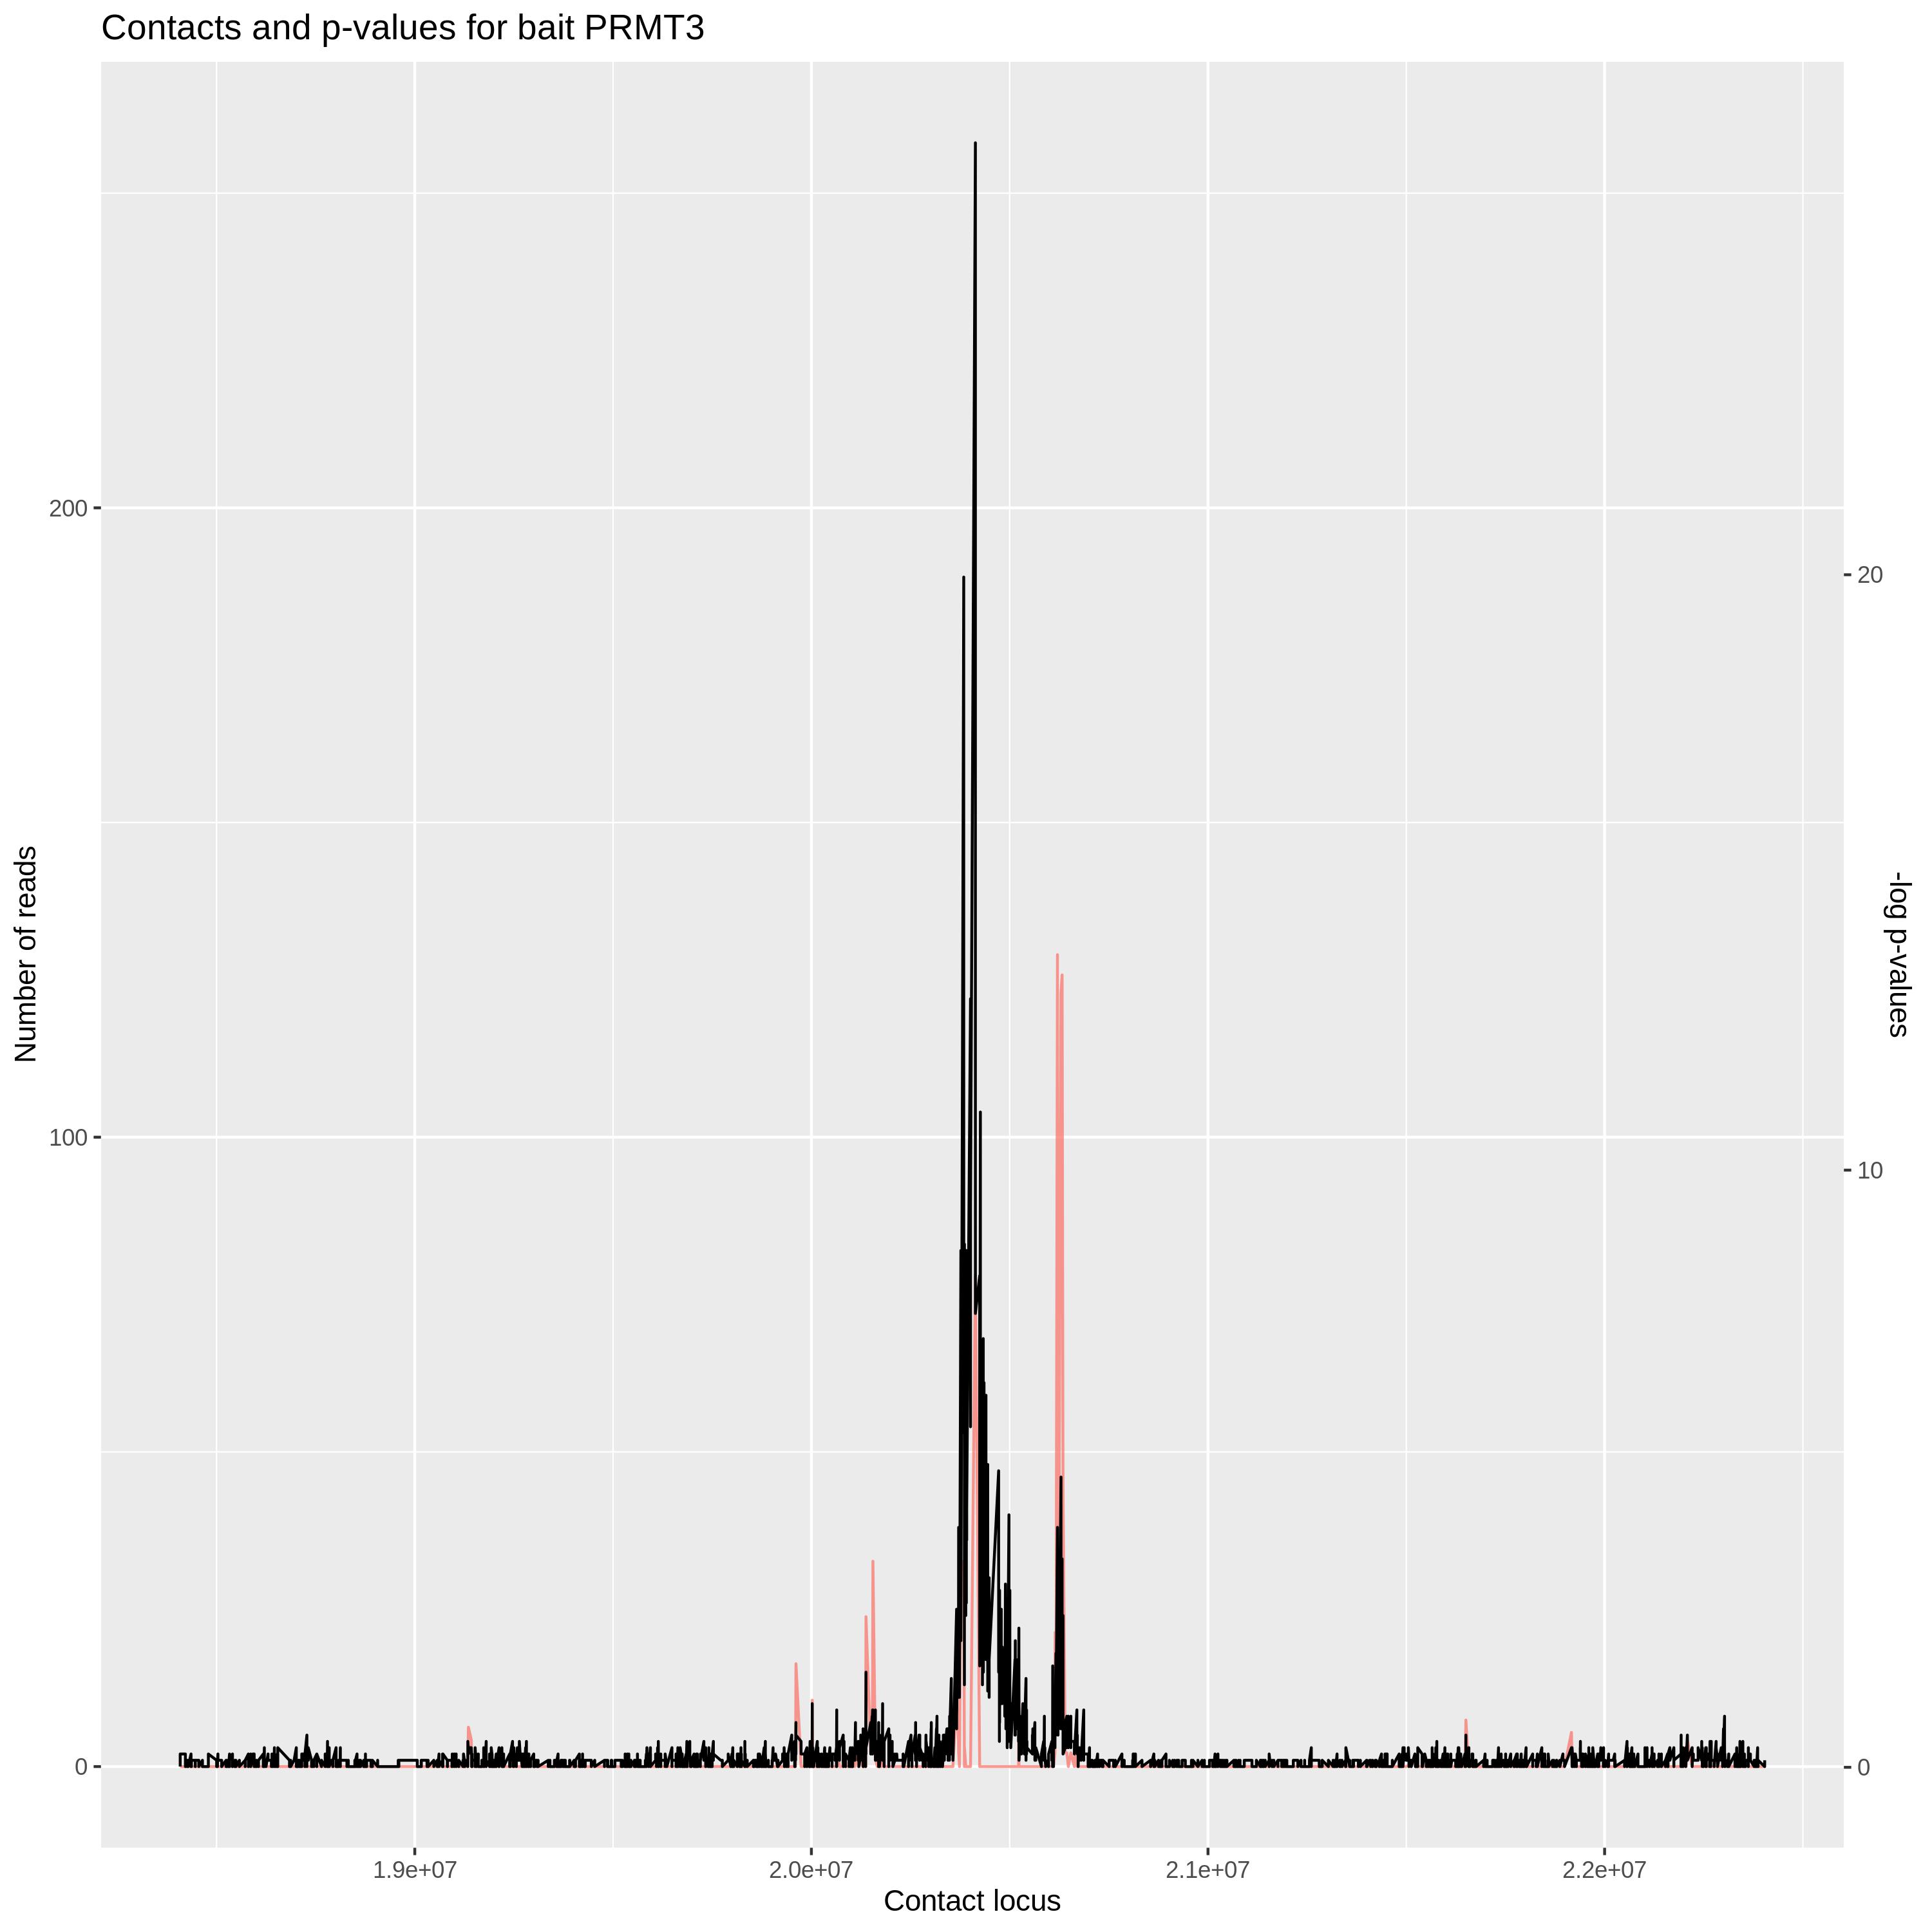 Contacts and p-values for bait PRMT3
Number of reads
200
100
0
20
10
0
-log p-values
1.9e+07
2.0e+07
2.1e+07
2.2e+07
Contact locus